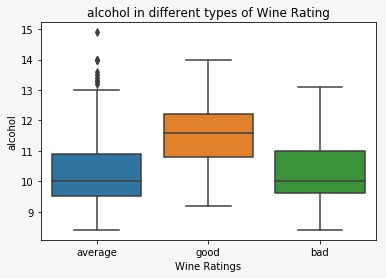 alcohol in different types of Wine Rating
15
14
13
12
11
10
9
alcohol
average good bad
Wine Ratings